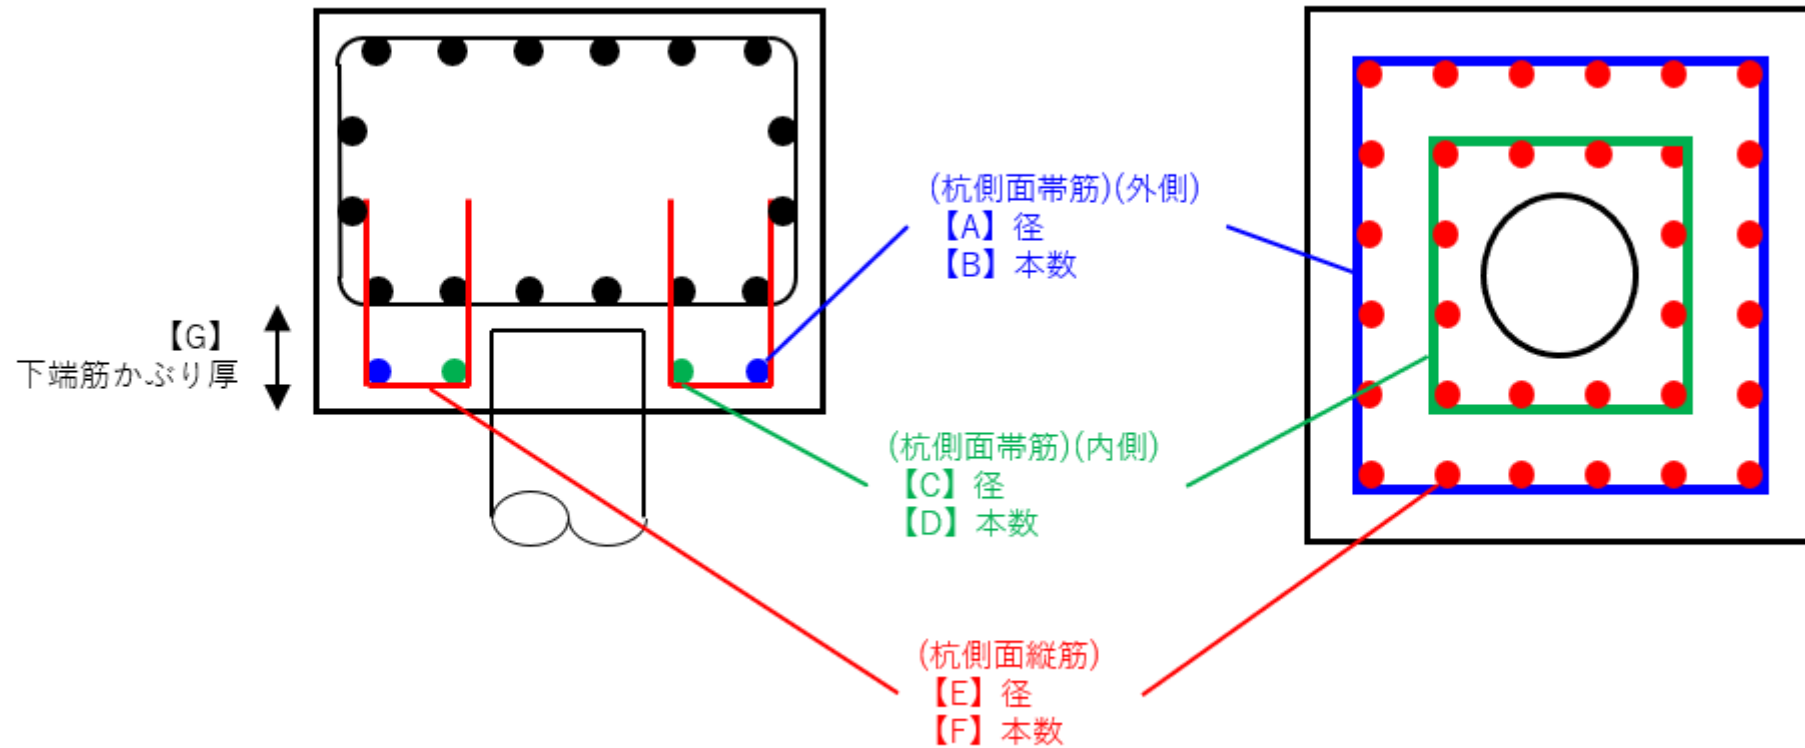 (杭側面帯筋)(外側)
【A】径
【B】本数
【G】
下端筋かぶり厚
(杭側面帯筋)(内側)
【C】径
【D】本数
(杭側面縦筋)
【E】径
【F】本数